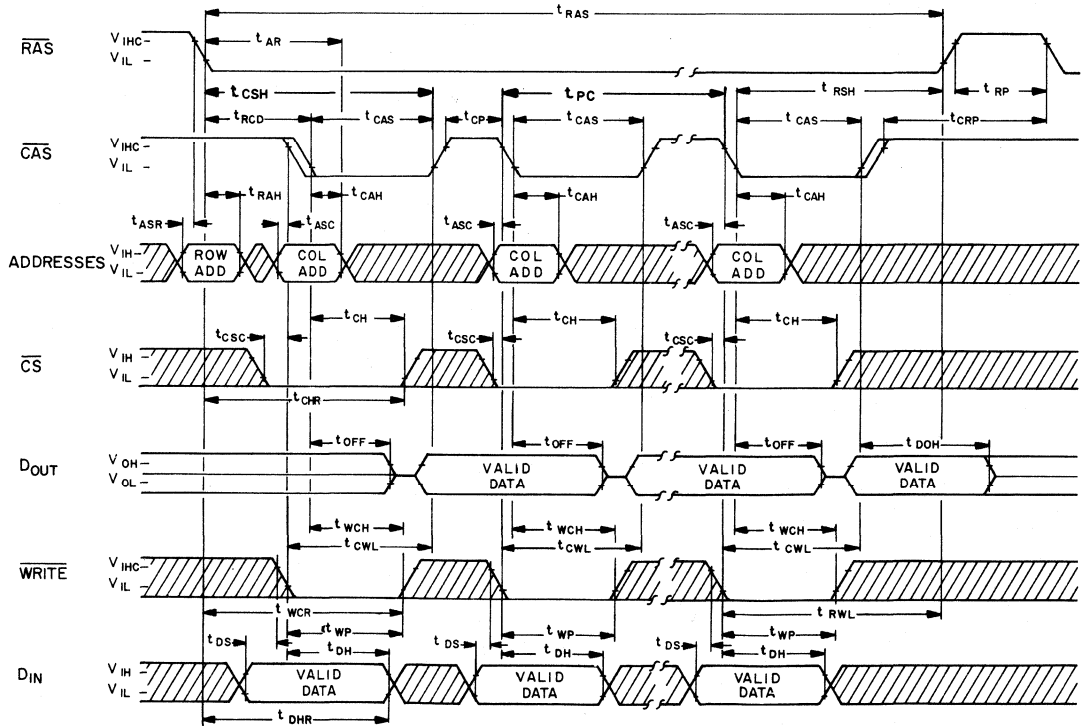 t RAS
RAS
V IHC
V IL
t AR
t CSH
t PC
t RSH
t RP
t RCD
t CAS
t CP
t CAS
t CAS
t CRP
CAS
V IHC
V IL
t RAH
t CAH
t CAH
t CAH
t ASR
t ASC
t ASC
t ASC
ADDRESSES
V IH
V IL
ROW ADD
COL ADD
COL ADD
COL ADD
t CH
t CH
t CH
t CSC
t CSC
t CSC
CS
V IH
V IL
t CHR
t OFF
t OFF
t OFF
t DOH
DOUT
V OH
V OL
VALID DATA
VALID DATA
VALID DATA
t WCH
t WCH
t WCH
t CWL
t CWL
t CWL
WRITE
V IHC
V IL
t WCR
t RWL
t WP
t WP
t WP
t DS
t DS
t DS
t DH
t DH
t DH
DIN
V IH
V IL
VALID DATA
VALID DATA
VALID DATA
t DHR